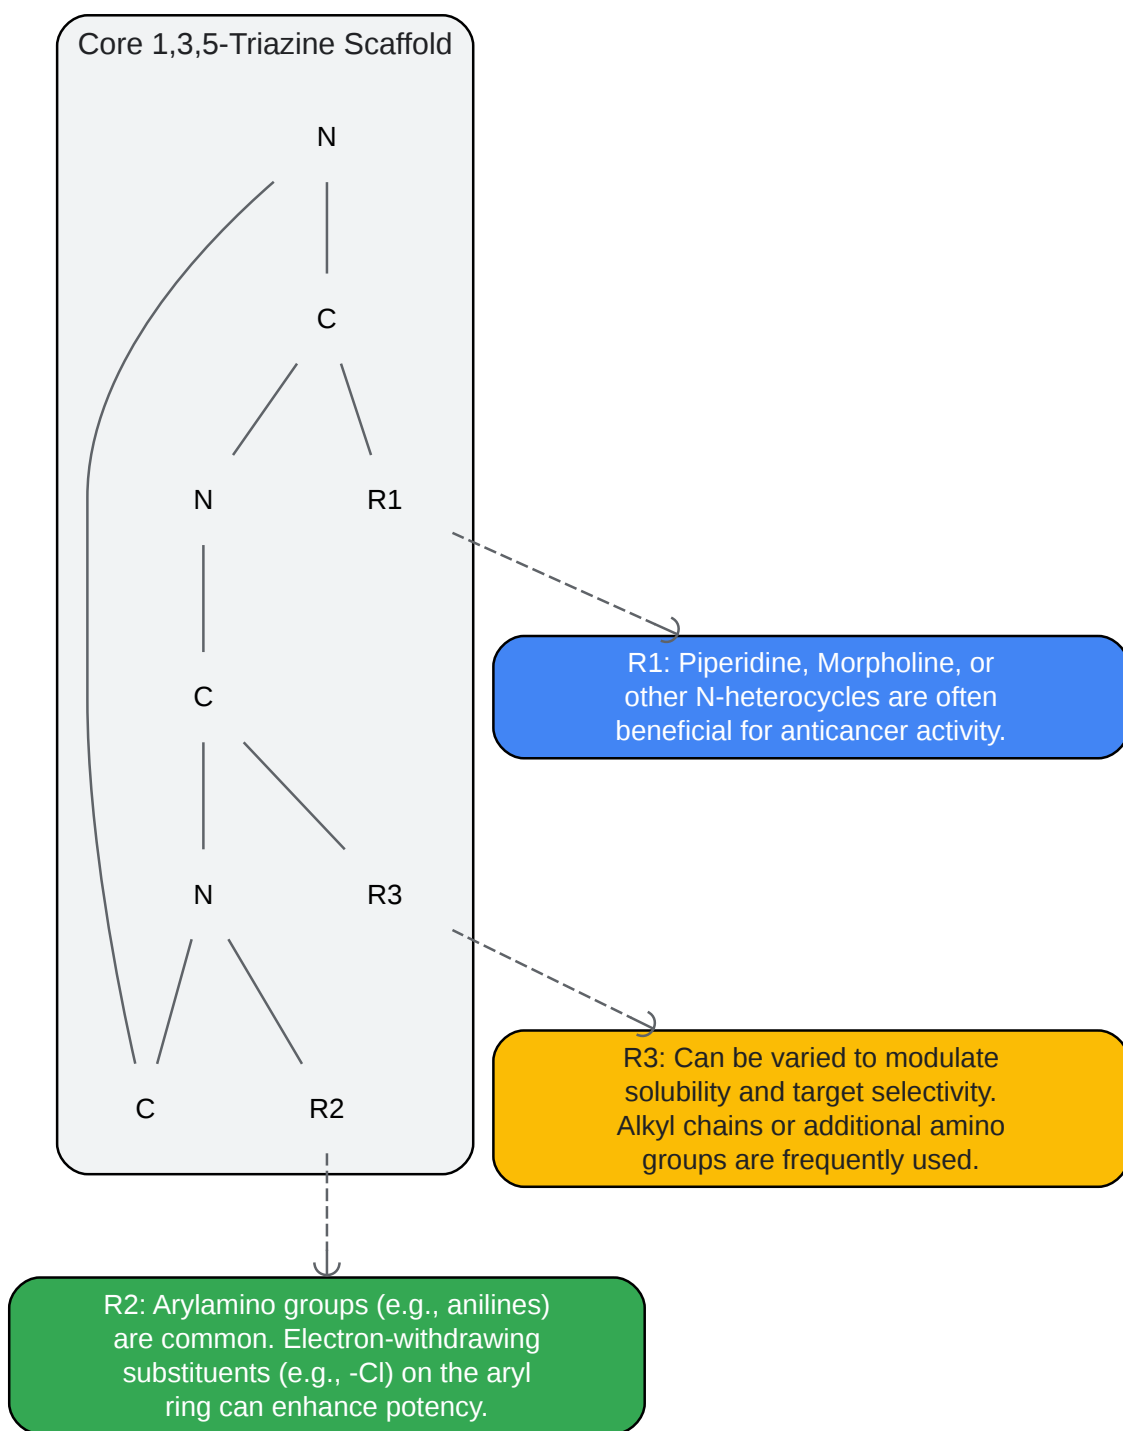 Core 1,3,5-Triazine Scaffold
N
C
N
R1
R1: Piperidine, Morpholine, or
other N-heterocycles are often
beneficial for anticancer activity.
C
N
R3
R3: Can be varied to modulate
solubility and target selectivity.
Alkyl chains or additional amino
groups are frequently used.
C
R2
R2: Arylamino groups (e.g., anilines)
are common. Electron-withdrawing
substituents (e.g., -Cl) on the aryl
ring can enhance potency.